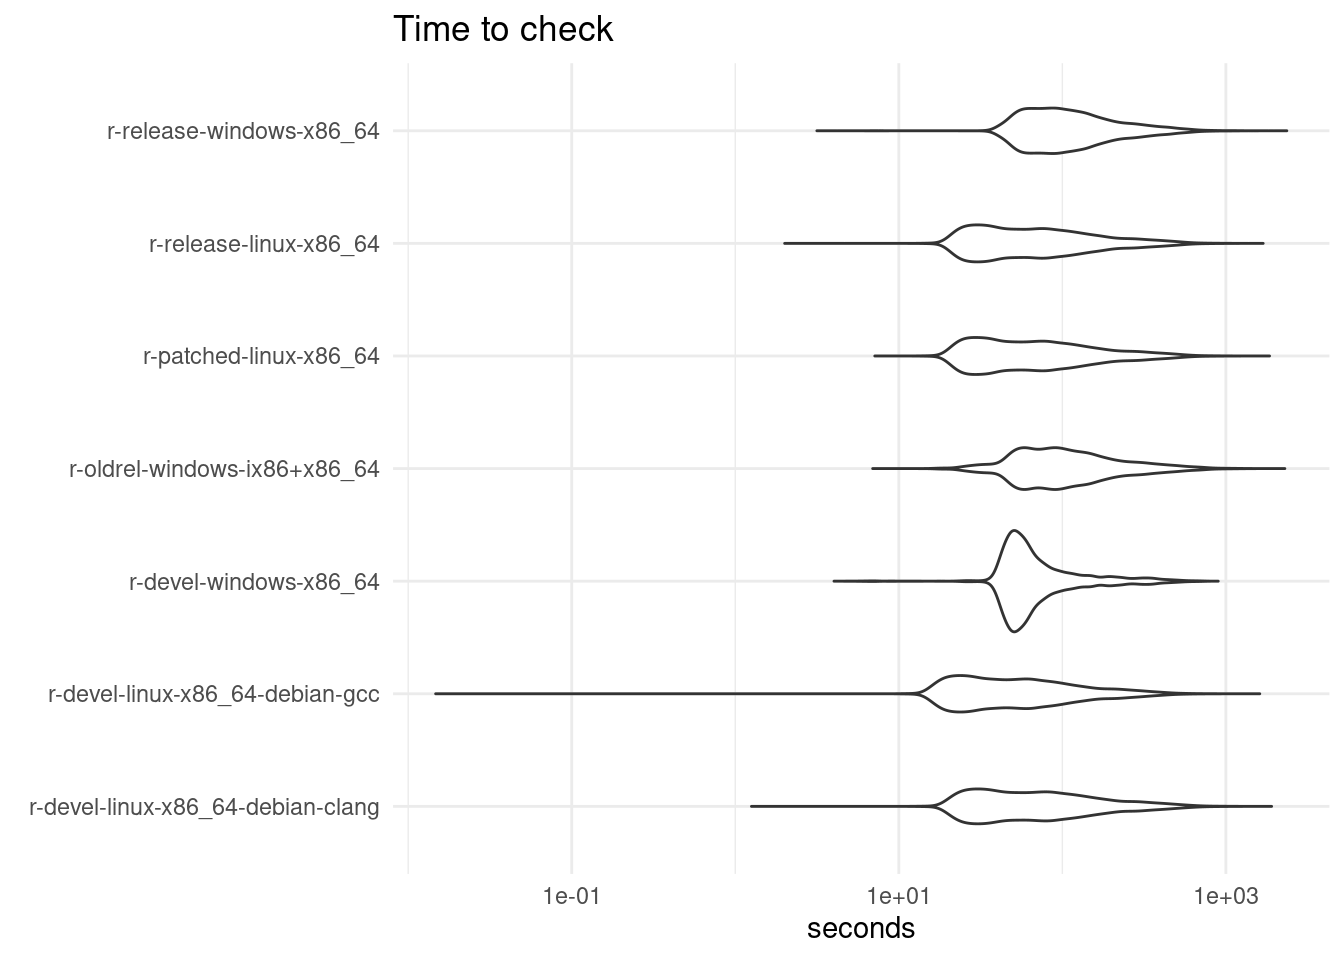 Time to check
r-release-windows-x86_64
r-release-linux-x86_64
r-patched-linux-x86_64
r-oldrel-windows-ix86+x86_64
r-devel-windows-x86_64
r-devel-linux-x86_64-debian-gcc
r-devel-linux-x86_64-debian-clang
1e-01 1e+01 1e+03
seconds